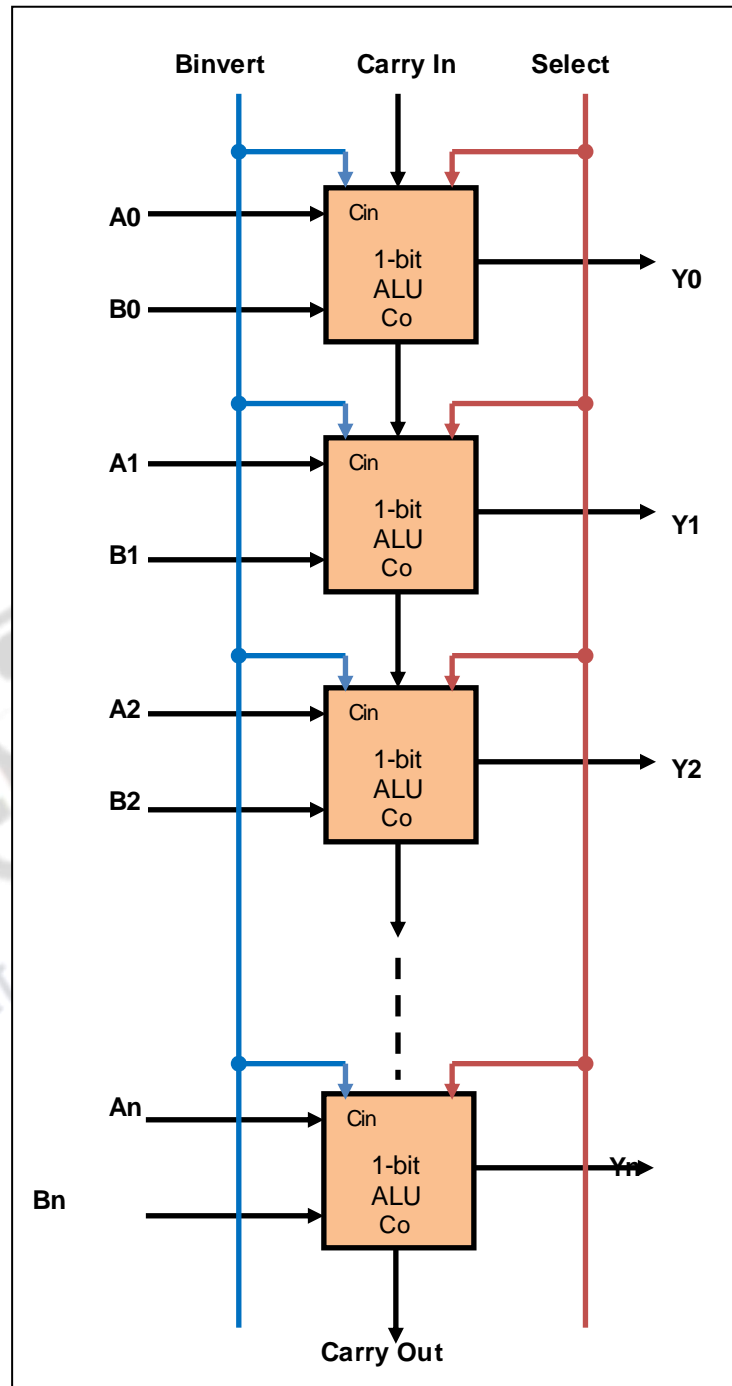 Binvert Carry In Select
A0
Cin
1-bit
ALU
Co
B0
Y0
A1
Cin
1-bit
ALU
Co
B1
Y1
A2
Cin
1-bit
ALU
Co
B2
Y2
An
Cin
1-bit
ALU
Co
Bn
Yn
Carry Out